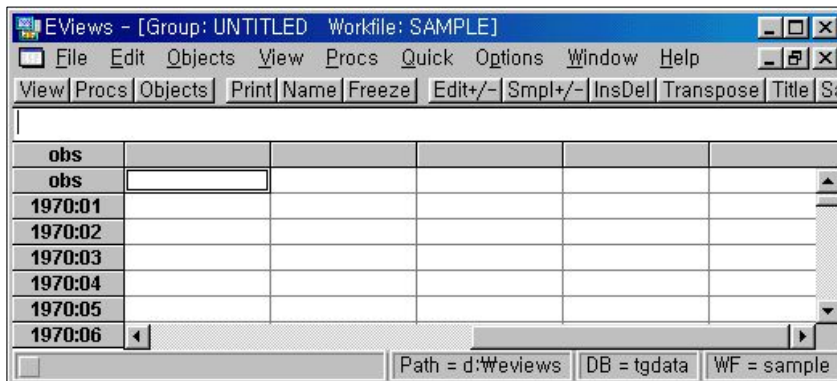 EViews - [Group: UNTITLED Workfile: SAMPLE]
File Edit Objects View Procs Quick Options Window Help
View Procs Objects Print Name Freeze Edit+/- Smpl+/- InsDel Transpose Title
obs
obs
1970:01
1970:02
1970:03
1970:04
1970:05
1970:06
Path = d:₩eviews DB = tgdata WF = sample